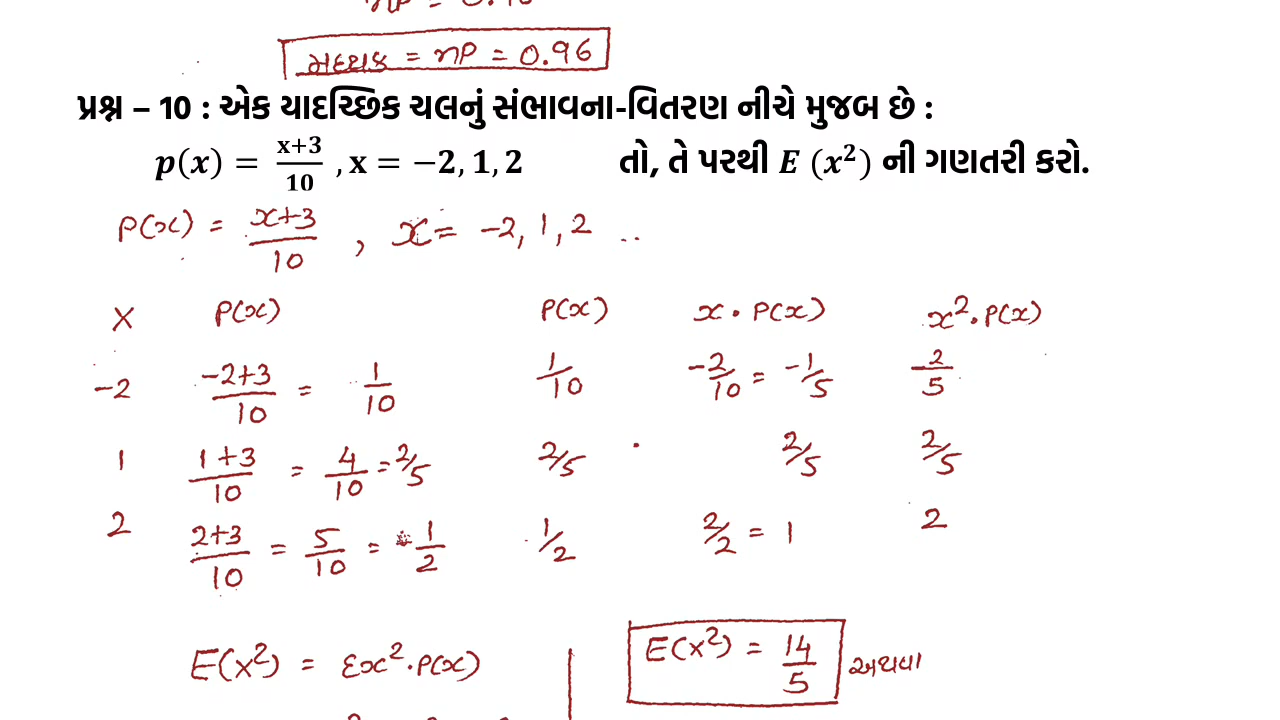 મધ્યક = np = 0.96
પ્રશ્ન – 10 : એક યાદચ્છિક ચલનું સંભાવના-વિતરણ નીચે મુજબ છે :
p(x) = x+3/10 , x = −2, 1, 2 તો, તે પરથી E (x²) ની ગણતરી કરો.
P(x) = x+3/10 , x = -2, 1, 2 ..
X P(x) P(x) x · P(x) x² · P(x)
-2 -2+3/10 = 1/10 1/10 -2/10 = -1/5 2/5
1 1+3/10 = 4/10 = 2/5 2/5 2/5 2/5
2 2+3/10 = 5/10 = 1/2 1/2 2/2 = 1 2
E(x²) = Σx² · P(x)
E(x²) = 14/5 અથવા